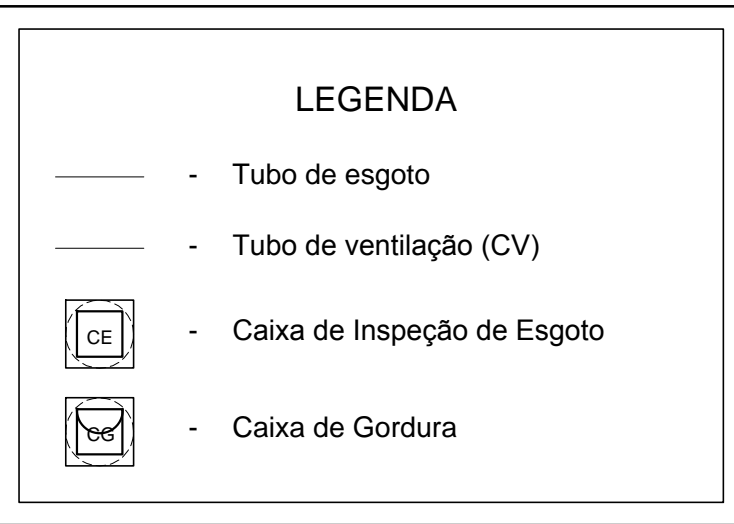 LEGENDA
- Tubo de esgoto
- Tubo de ventilação (CV)
CE - Caixa de Inspeção de Esgoto
CG - Caixa de Gordura